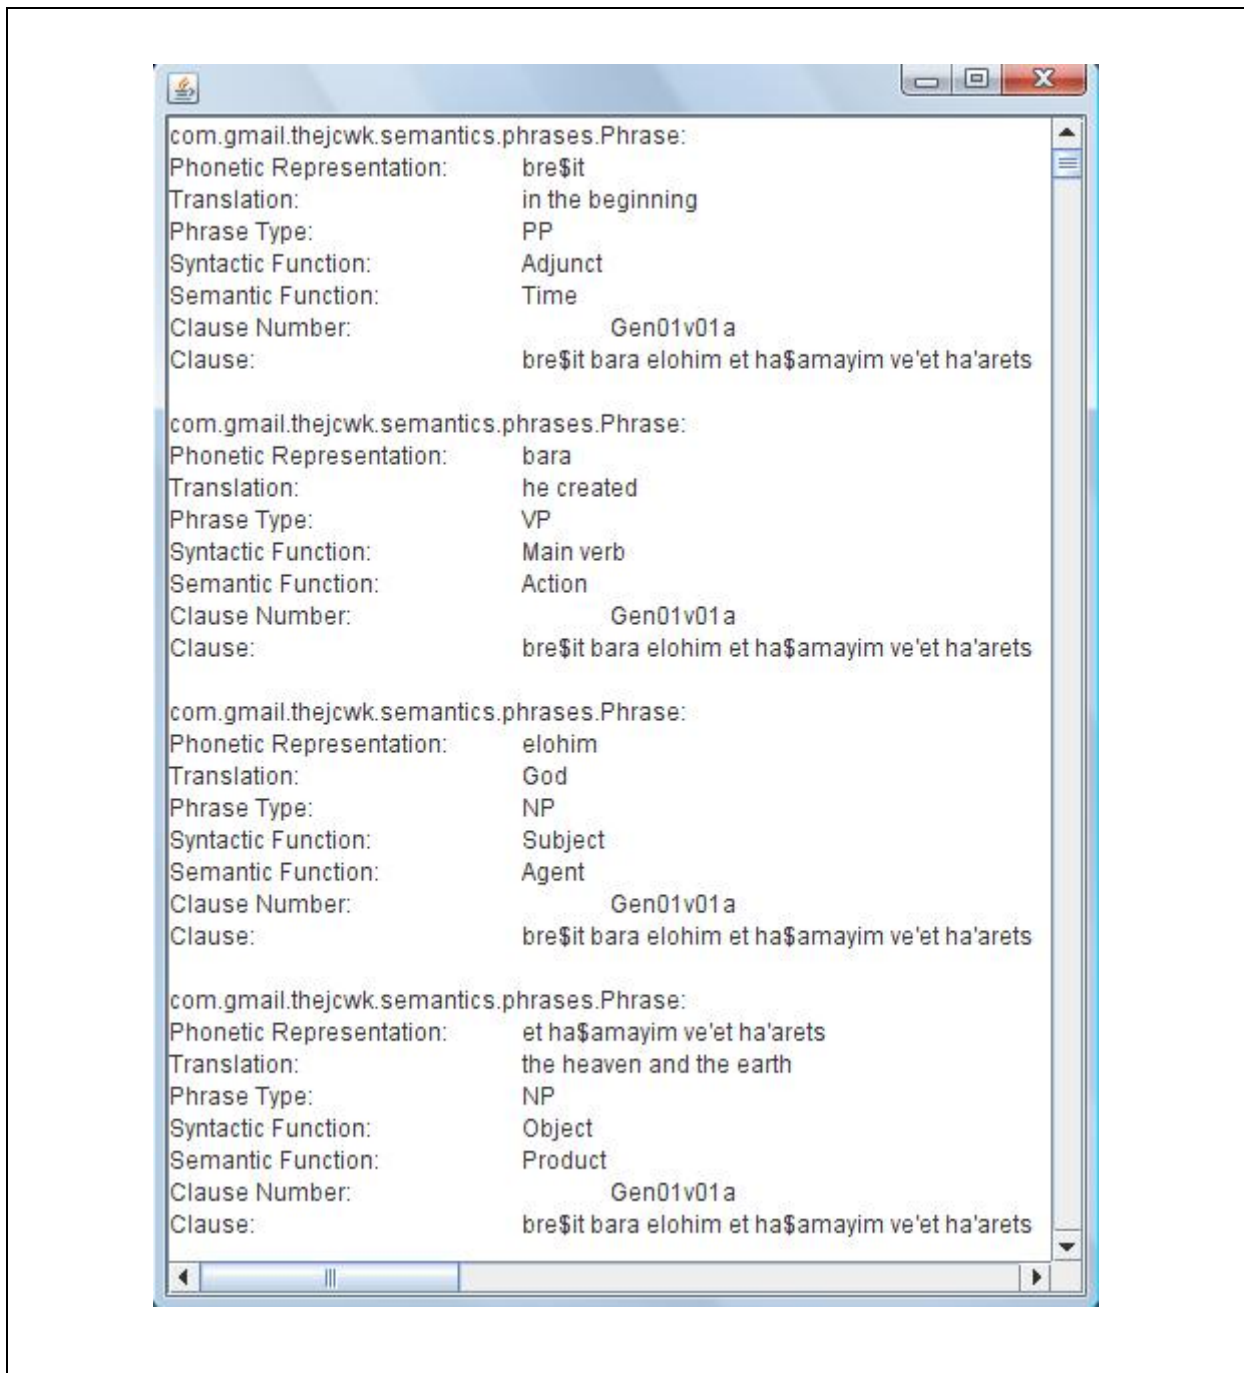 com.gmail.thejcwk.semantics.phrases.Phrase:
Phonetic Representation: bre$it
Translation: in the beginning
Phrase Type: PP
Syntactic Function: Adjunct
Semantic Function: Time
Clause Number: Gen01v01a
Clause: bre$it bara elohim et ha$amayim ve'et ha'arets
com.gmail.thejcwk.semantics.phrases.Phrase:
Phonetic Representation: bara
Translation: he created
Phrase Type: VP
Syntactic Function: Main verb
Semantic Function: Action
Clause Number: Gen01v01a
Clause: bre$it bara elohim et ha$amayim ve'et ha'arets
com.gmail.thejcwk.semantics.phrases.Phrase:
Phonetic Representation: elohim
Translation: God
Phrase Type: NP
Syntactic Function: Subject
Semantic Function: Agent
Clause Number: Gen01v01a
Clause: bre$it bara elohim et ha$amayim ve'et ha'arets
com.gmail.thejcwk.semantics.phrases.Phrase:
Phonetic Representation: et ha$amayim ve'et ha'arets
Translation: the heaven and the earth
Phrase Type: NP
Syntactic Function: Object
Semantic Function: Product
Clause Number: Gen01v01a
Clause: bre$it bara elohim et ha$amayim ve'et ha'arets